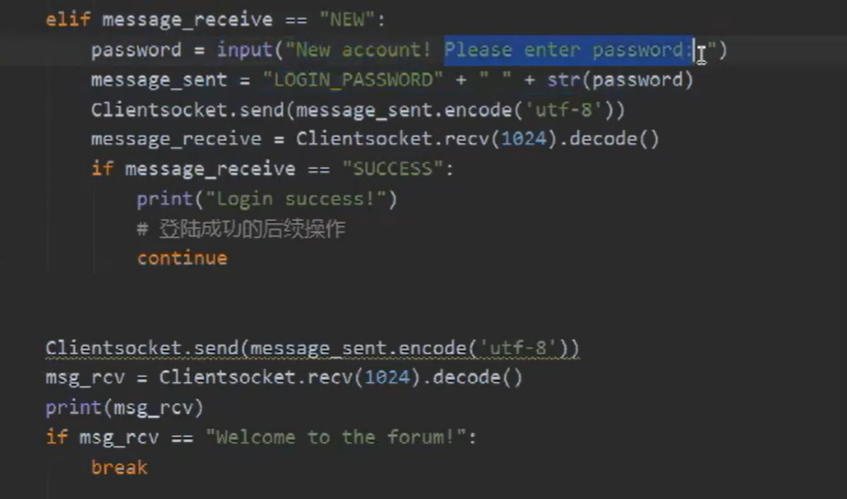 elif message_receive == "NEW":
password = input("New account! Please enter password: ")
message_sent = "LOGIN_PASSWORD" + " " + str(password)
Clientsocket.send(message_sent.encode('utf-8'))
message_receive = Clientsocket.recv(1024).decode()
if message_receive == "SUCCESS":
print("Login success!")
# 登陆成功的后续操作
continue
Clientsocket.send(message_sent.encode('utf-8'))
msg_rcv = Clientsocket.recv(1024).decode()
print(msg_rcv)
if msg_rcv == "Welcome to the forum!":
break